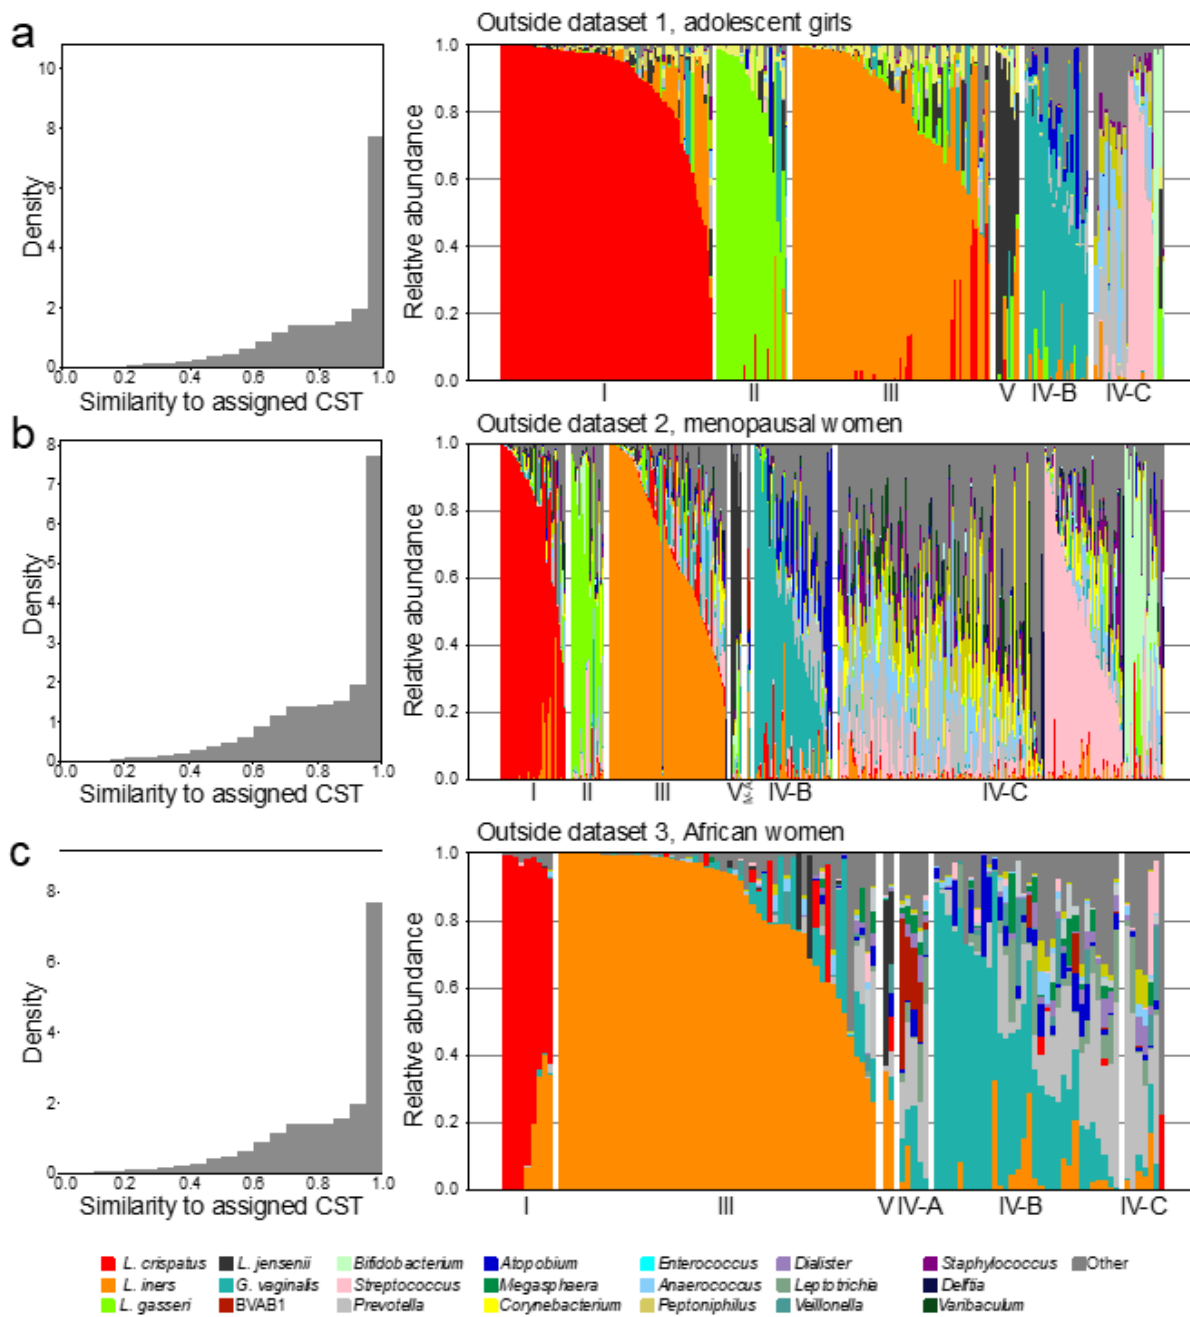 a
Outside dataset 1, adolescent girls
Density
10
8
6
4
2
0
0.0 0.2 0.4 0.6 0.8 1.0
Similarity to assigned CST
Relative abundance
1.0
0.8
0.6
0.4
0.2
0.0
I II III V IV-B IV-C
b
Outside dataset 2, menopausal women
Density
8
7
6
5
4
3
2
1
0
0.0 0.2 0.4 0.6 0.8 1.0
Similarity to assigned CST
Relative abundance
1.0
0.8
0.6
0.4
0.2
0.0
I II III V IV-A IV-B IV-C
c
Outside dataset 3, African women
Density
8
6
4
2
0
0.0 0.2 0.4 0.6 0.8 1.0
Similarity to assigned CST
Relative abundance
1.0
0.8
0.6
0.4
0.2
0.0
I III V IV-A IV-B IV-C
L. crispatus L. jensenii Bifidobacterium Atopobium Enterococcus Dialister Staphylococcus Other
L. iners G. vaginalis Streptococcus Megasphaera Anaerococcus Leptotrichia Delftia
L. gasseri BVAB1 Prevotella Corynebacterium Peptoniphilus Veillonella Varibaculum